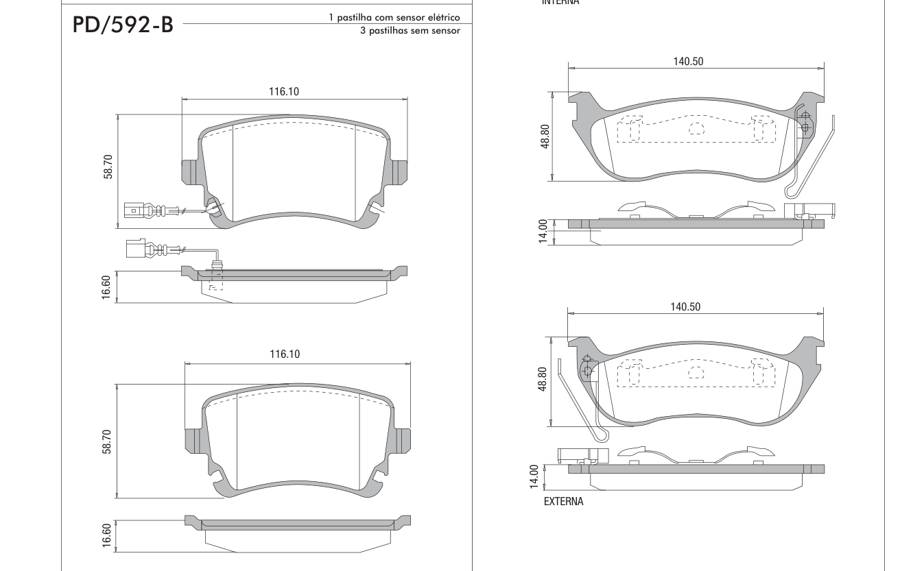 PD/592-B
1 pastilha com sensor elétrico
3 pastilhas sem sensor
116.10
58.70
16.60
116.10
58.70
16.60
INTERNA
140.50
48.80
14.00
140.50
48.80
14.00
EXTERNA